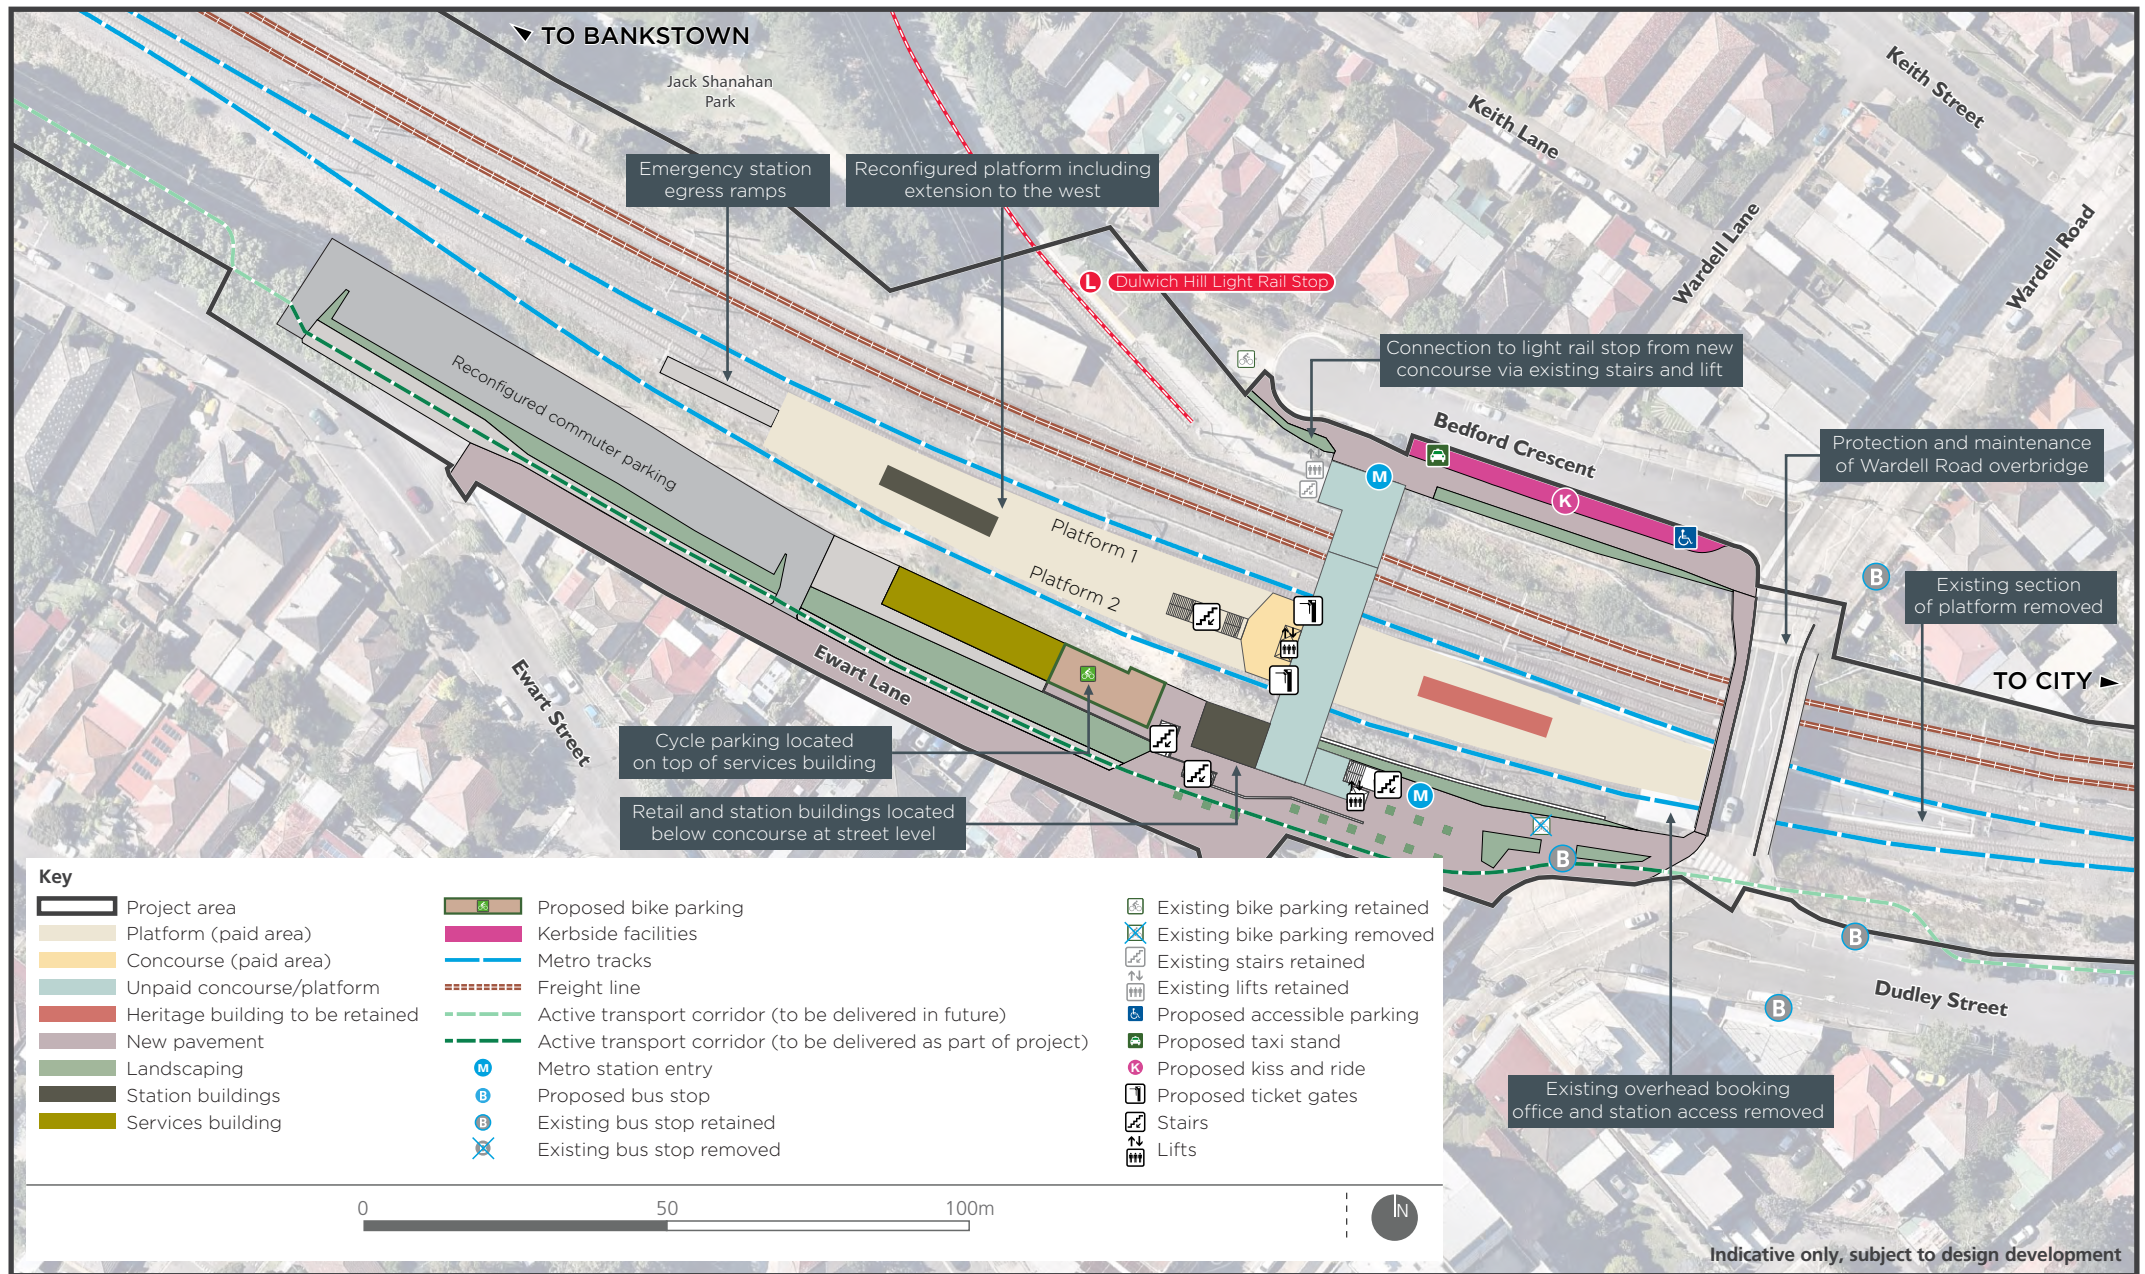 TO BANKSTOWN
Jack Shanahan
Park
Keith Street
Keith Lane
Wardell Lane
Wardell Road
Emergency station
egress ramps
Reconfigured platform including
extension to the west
L
Dulwich Hill Light Rail Stop
Connection to light rail stop from new
concourse via existing stairs and lift
Bedford Crescent
Protection and maintenance
of Wardell Road overbridge
Reconfigured commuter parking
M
K
B
Platform 1
Platform 2
Existing section
of platform removed
TO CITY
Ewart Lane
Ewart Street
Cycle parking located
on top of services building
Retail and station buildings located
below concourse at street level
M
B
B
B
Dudley Street
Existing overhead booking
office and station access removed
Key
Project area
Platform (paid area)
Concourse (paid area)
Unpaid concourse/platform
Heritage building to be retained
New pavement
Landscaping
Station buildings
Services building
Proposed bike parking
Kerbside facilities
Metro tracks
Freight line
Active transport corridor (to be delivered in future)
Active transport corridor (to be delivered as part of project)
M Metro station entry
B Proposed bus stop
B Existing bus stop retained
B Existing bus stop removed
Existing bike parking retained
Existing bike parking removed
Existing stairs retained
Existing lifts retained
Proposed accessible parking
Proposed taxi stand
K Proposed kiss and ride
Proposed ticket gates
Stairs
Lifts
0 50 100m
N
Indicative only, subject to design development